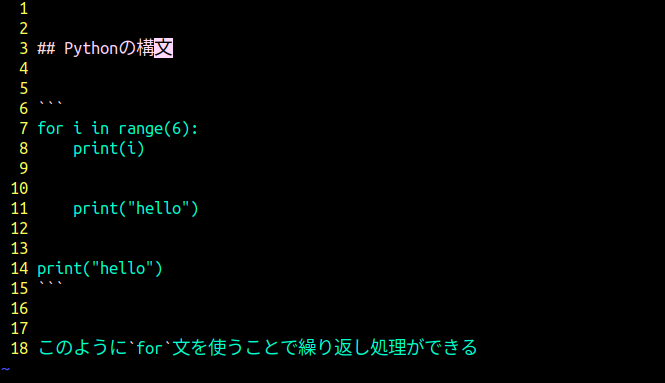 1
2
3 ## Pythonの構文
4
5
6 ```
7 for i in range(6):
8     print(i)
9
10
11     print("hello")
12
13
14 print("hello")
15 ```
16
17
18 このように`for`文を使うことで繰り返し処理ができる
~